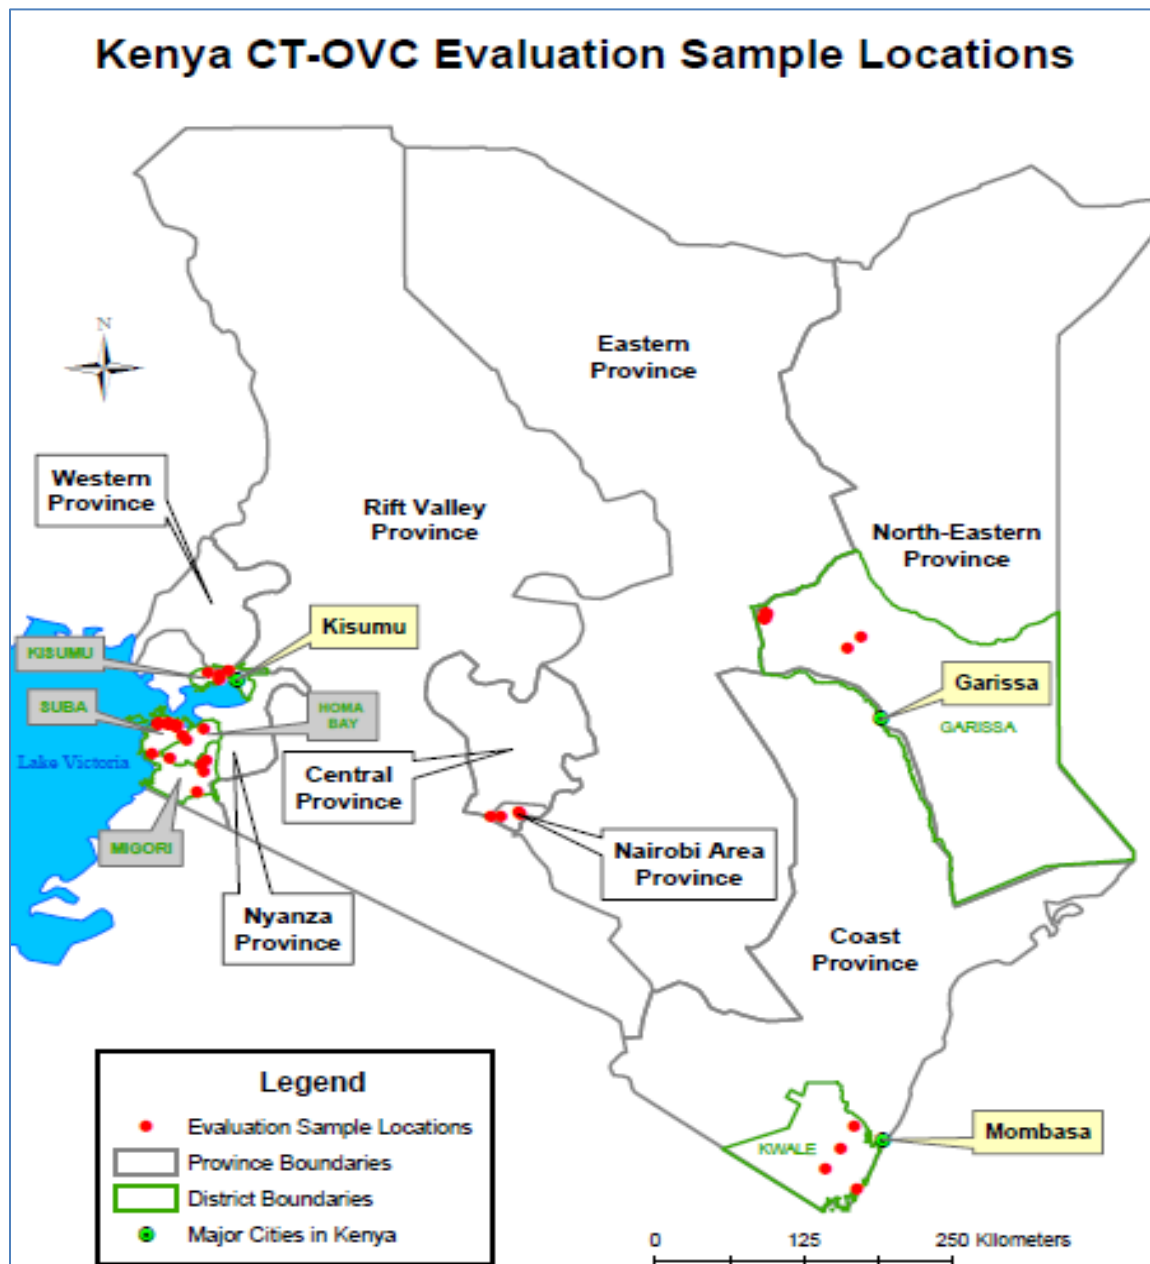 Kenya CT-OVC Evaluation Sample Locations
N
Eastern
Province
Western
Province
Rift Valley
Province
North-Eastern
Province
Kisumu
KISUMU
SUBA
HOMA
BAY
Garissa
GARISSA
Lake Victoria
Central
Province
MIGORI
Nairobi Area
Province
Nyanza
Province
Coast
Province
Legend
Evaluation Sample Locations
Province Boundaries
District Boundaries
Major Cities in Kenya
KWALE
Mombasa
0 125 250 Kilometers